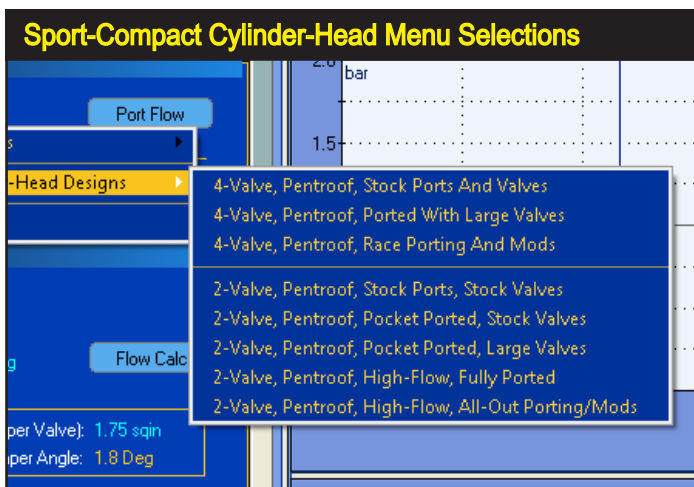 Sport-Compact Cylinder-Head Menu Selections
2.0
bar
Port Flow
s
1.5
-Head Designs
4-Valve, Pentroof, Stock Ports And Valves
4-Valve, Pentroof, Ported With Large Valves
4-Valve, Pentroof, Race Porting And Mods
2-Valve, Pentroof, Stock Ports, Stock Valves
2-Valve, Pentroof, Pocket Ported, Stock Valves
2-Valve, Pentroof, Pocket Ported, Large Valves
2-Valve, Pentroof, High-Flow, Fully Ported
2-Valve, Pentroof, High-Flow, All-Out Porting/Mods
g
Flow Calc
per Valve): 1.75 sqin
per Angle: 1.8 Deg